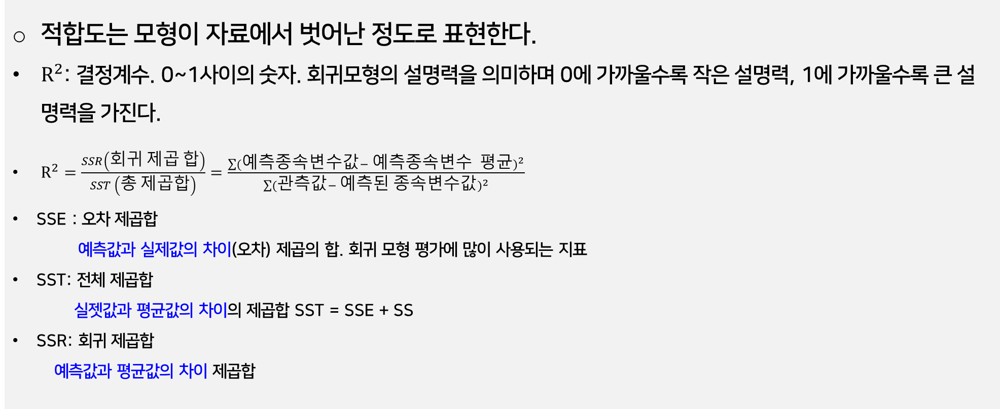 ○ 적합도는 모형이 자료에서 벗어난 정도로 표현한다.
• R²: 결정계수. 0~1사이의 숫자. 회귀모형의 설명력을 의미하며 0에 가까울수록 작은 설명력, 1에 가까울수록 큰 설
명력을 가진다.
• R² = SSR(회귀 제곱 합) / SST (총 제곱합) = ∑(예측종속변수값− 예측종속변수 평균)² / ∑(관측값− 예측된 종속변수값)²
• SSE : 오차 제곱합
예측값과 실제값의 차이(오차) 제곱의 합. 회귀 모형 평가에 많이 사용되는 지표
• SST: 전체 제곱합
실젯값과 평균값의 차이의 제곱합 SST = SSE + SS
• SSR: 회귀 제곱합
예측값과 평균값의 차이 제곱합